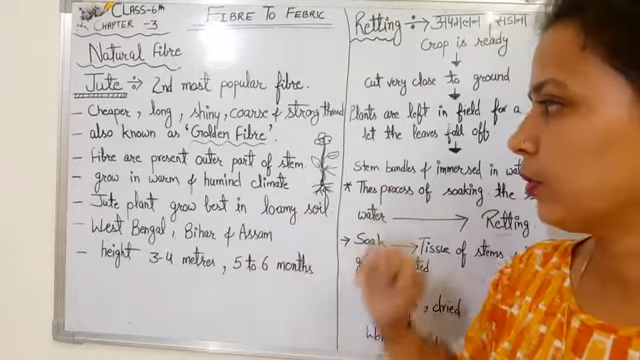 CLASS-6th
CHAPTER -3
FIBRE TO FEBRIC
Natural Fibre
Jute ⇒ 2nd most popular fibre.
- Cheaper, long, shiny, coarse & strong thread
- also known as 'Golden Fibre'.
- Fibre are present outer part of stem.
- grow in warm & humind climate
- Jute plant grow best in loamy soil.
- West Bengal, Bihar & Assam
- height 3-4 metres, 5 to 6 months
Retting → अपगलन / सड़ाना
Crop is ready
cut very close to ground
Plants are left in field for a
let the leaves fall off
Stem bundles & immersed in wat
* This process of soaking the
water → Retting.
→ Soak → Tissue of stems
, dried